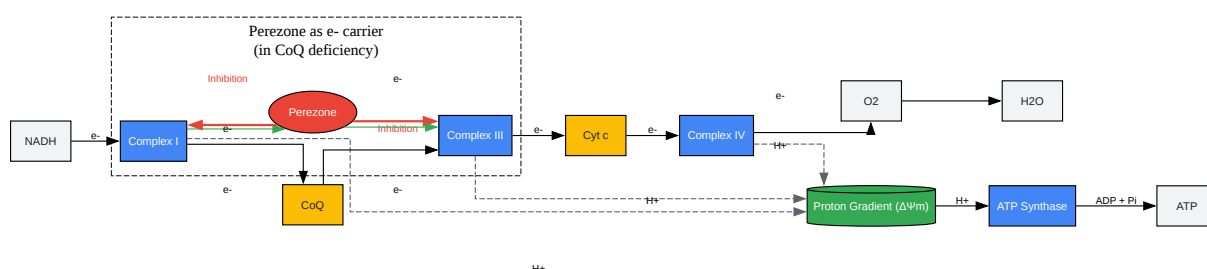 Perezone as e- carrier
(in CoQ deficiency)
Inhibition
e-
e-
O2
H2O
Perezone
NADH
e-
Complex I
e-
Inhibition
Complex III
e-
Cyt c
e-
Complex IV
H+
e-
e-
CoQ
H+
Proton Gradient (ΔΨm)
H+
ATP Synthase
ADP + Pi
ATP
H+